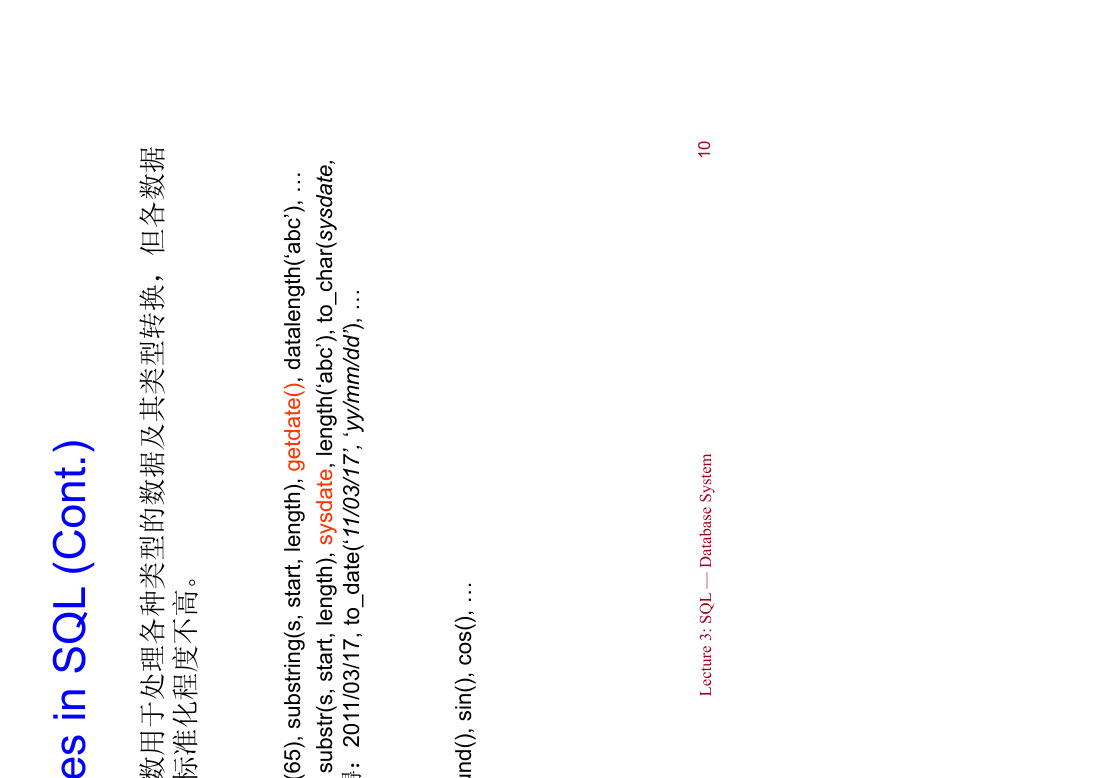 es in SQL (Cont.)
数用于处理各种类型的数据及其类型转换，但各数据
标准化程度不高。
(65), substring(s, start, length), getdate(), datalength(‘abc’), …
substr(s, start, length), sysdate, length(‘abc’), to_char(sysdate,
: 2011/03/17, to_date(‘11/03/17’, ‘yy/mm/dd’), …
und(), sin(), cos(), …
Lecture 3: SQL — Database System
10